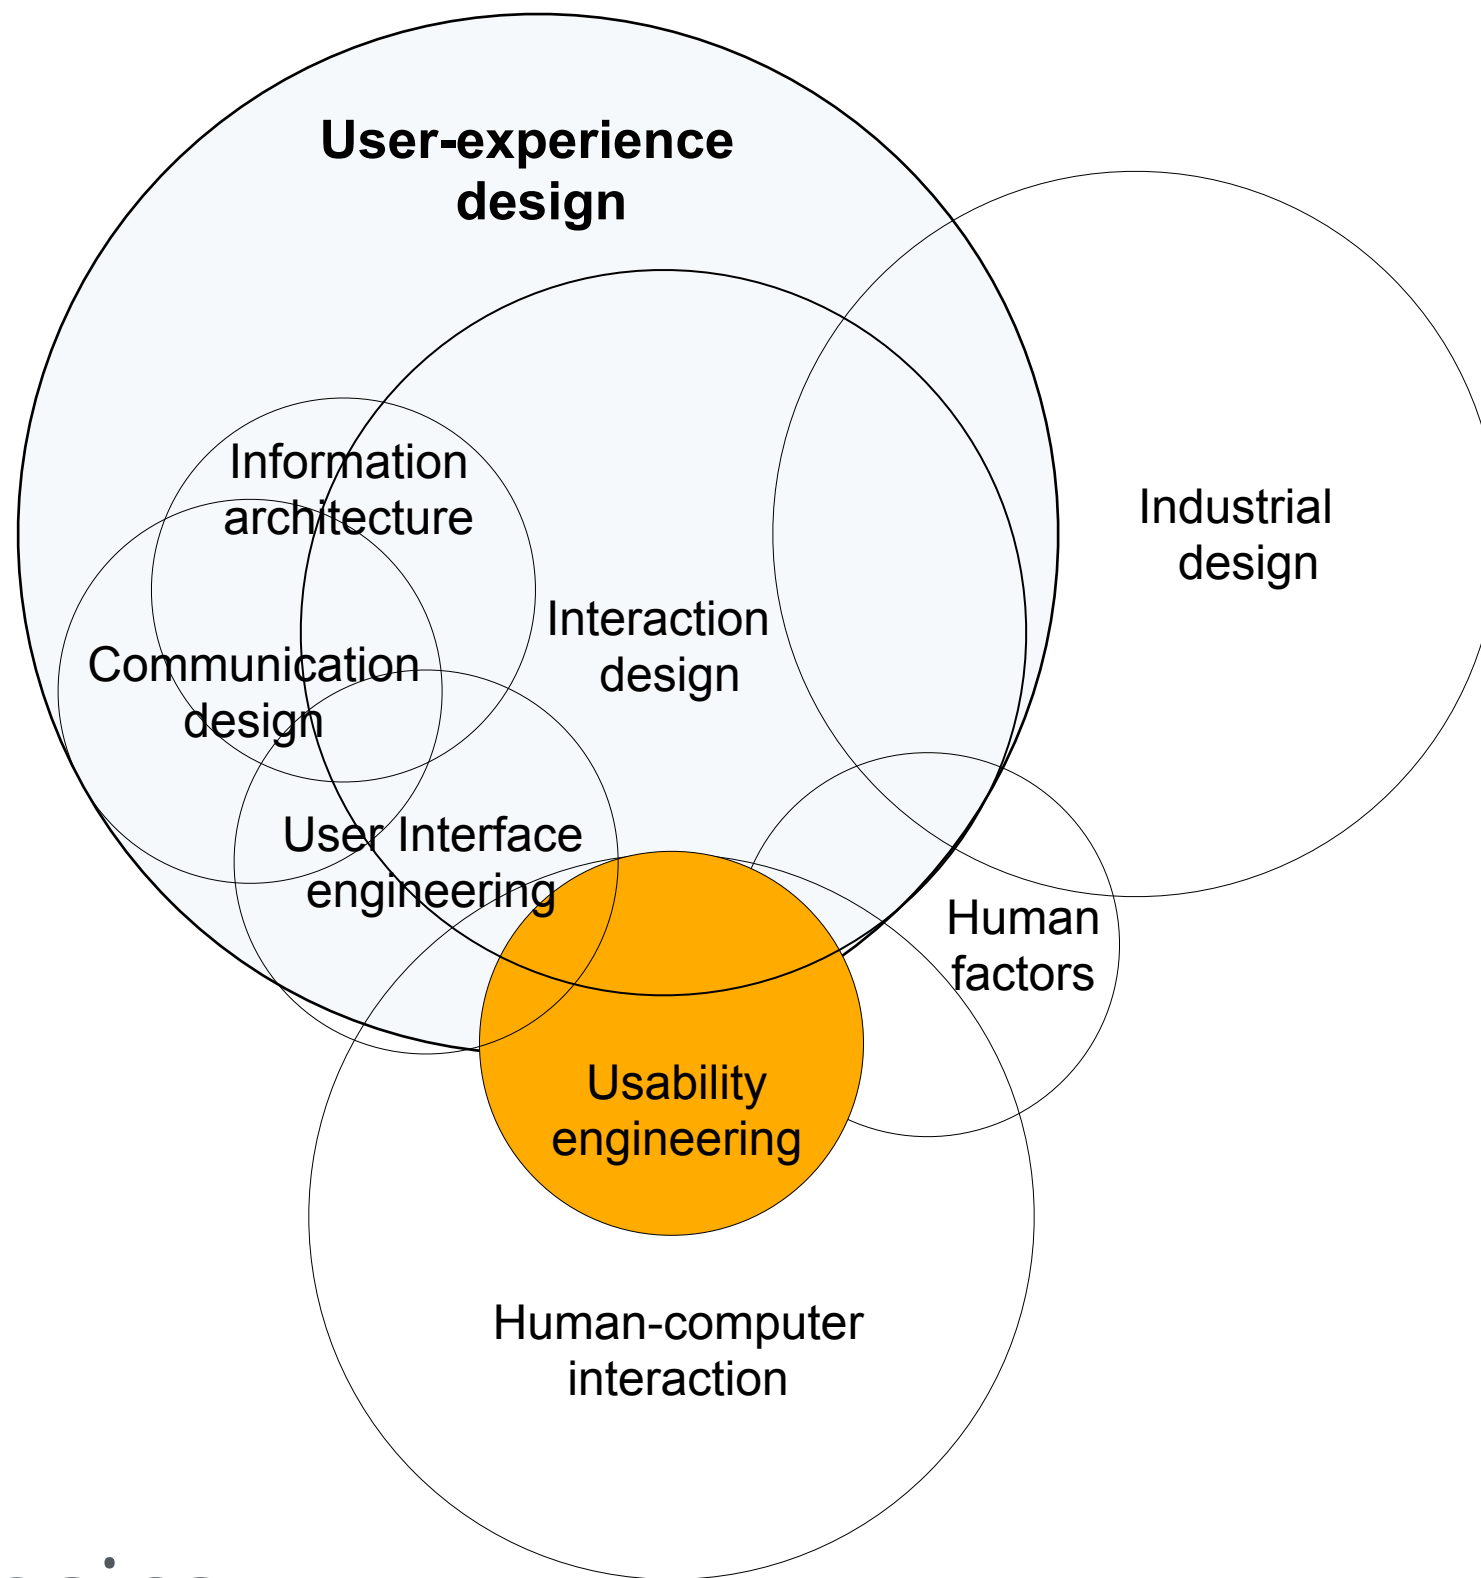 User-experience
design
Information
architecture
Industrial
design
Interaction
design
Communication
design
User Interface
engineering
Human
factors
Usability
engineering
Human-computer
interaction